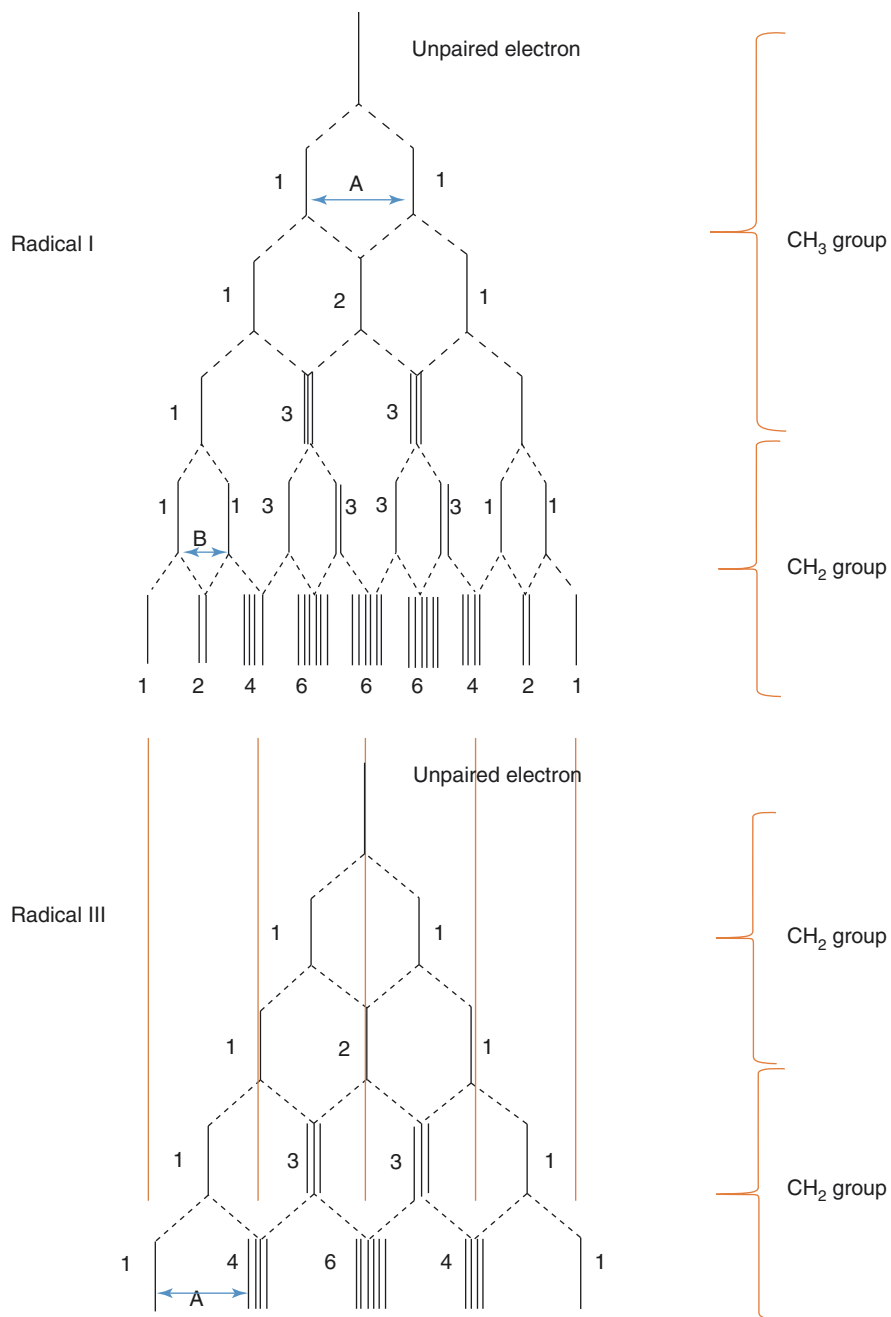 Unpaired electron
1 A 1
Radical I
CH3 group
1 2 1
1 3 3
1 1 3 3 3 3 1 1
B
CH2 group
1 2 4 6 6 6 4 2 1
Unpaired electron
Radical III
1 1
CH2 group
1 2 1
1 3 3 1
CH2 group
1 4 6 4 1
A